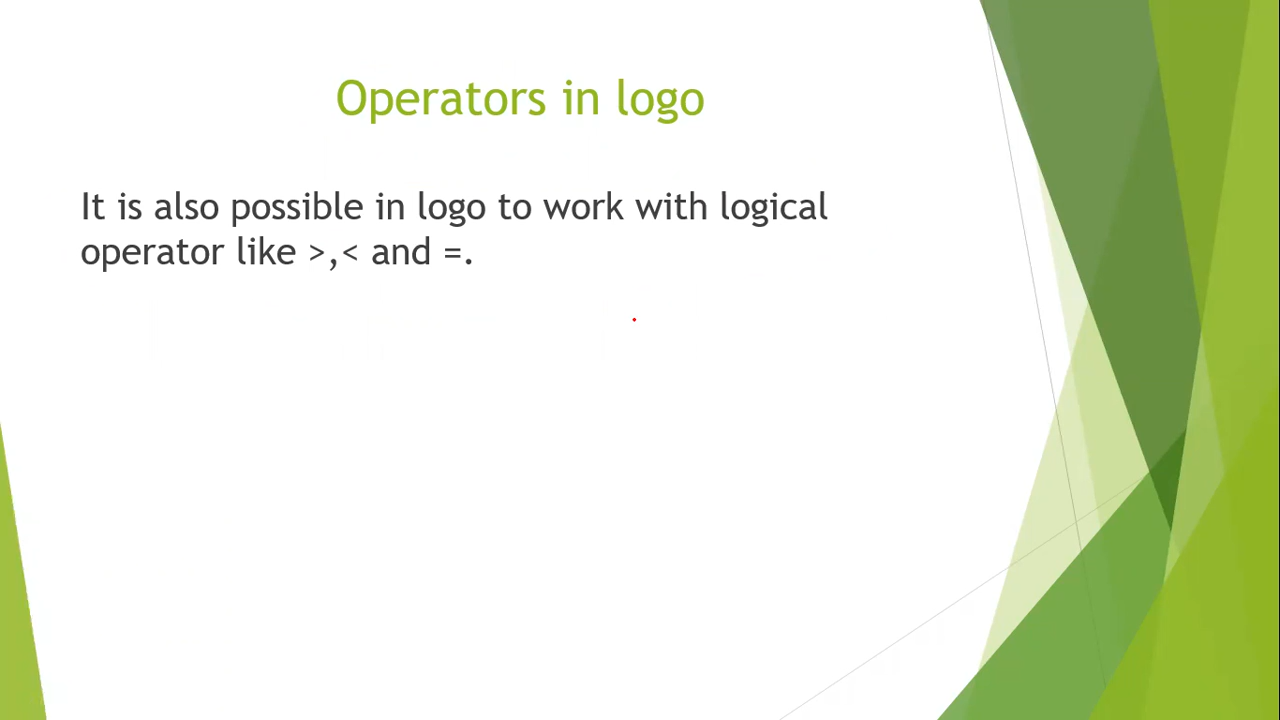 Operators in logo
It is also possible in logo to work with logical
operator like >,< and =.